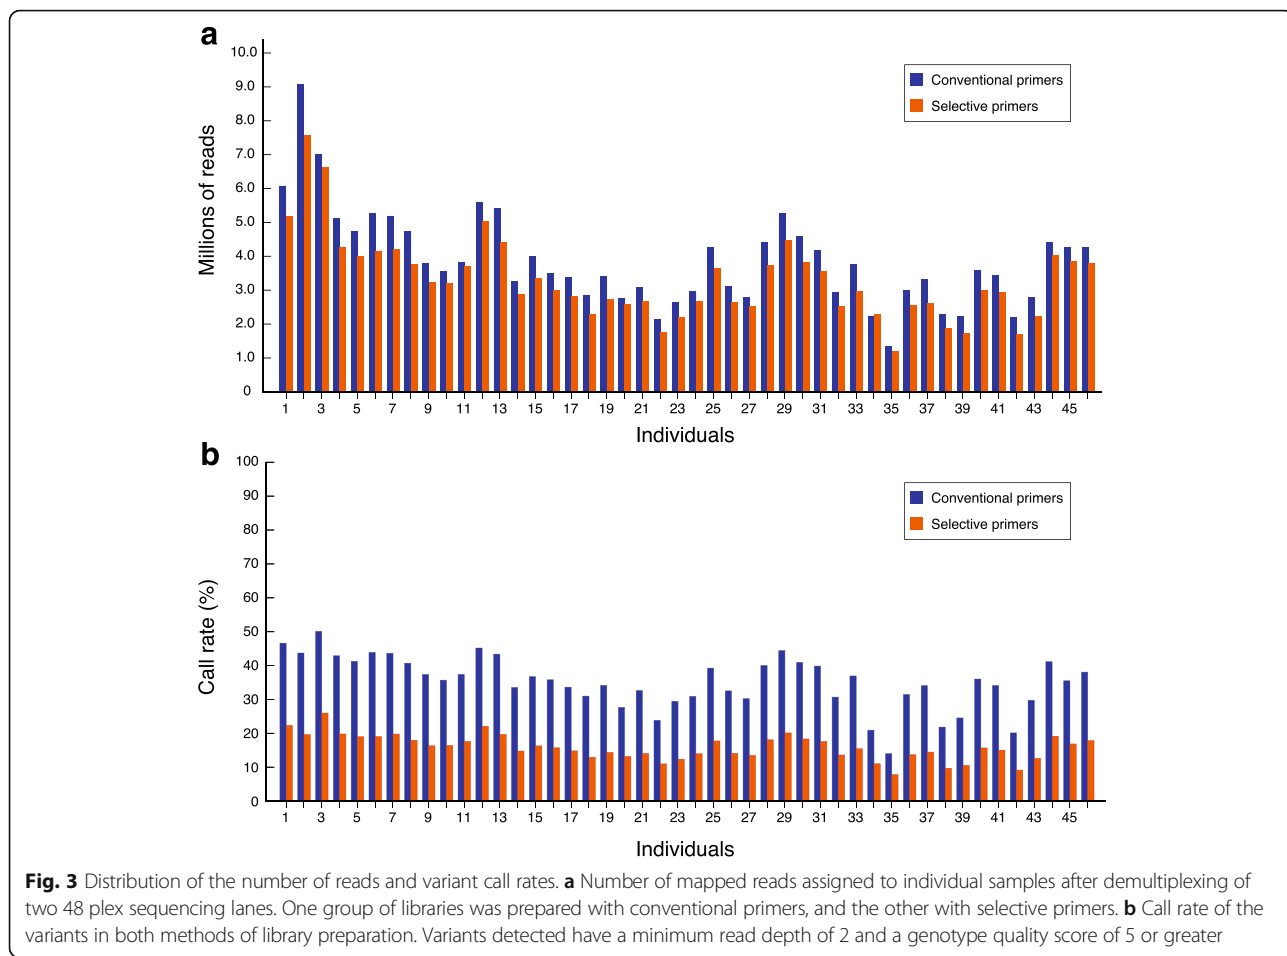 a
10.0
9.0
8.0
7.0
6.0
5.0
4.0
3.0
2.0
1.0
0
Millions of reads
Conventional primers
Selective primers
1 3 5 7 9 11 13 15 17 19 21 23 25 27 29 31 33 35 37 39 41 43 45
Individuals
b
100
90
80
70
60
50
40
30
20
10
0
Call rate (%)
Conventional primers
Selective primers
1 3 5 7 9 11 13 15 17 19 21 23 25 27 29 31 33 35 37 39 41 43 45
Individuals
Fig. 3 Distribution of the number of reads and variant call rates. a Number of mapped reads assigned to individual samples after demultiplexing of
two 48 plex sequencing lanes. One group of libraries was prepared with conventional primers, and the other with selective primers. b Call rate of the
variants in both methods of library preparation. Variants detected have a minimum read depth of 2 and a genotype quality score of 5 or greater